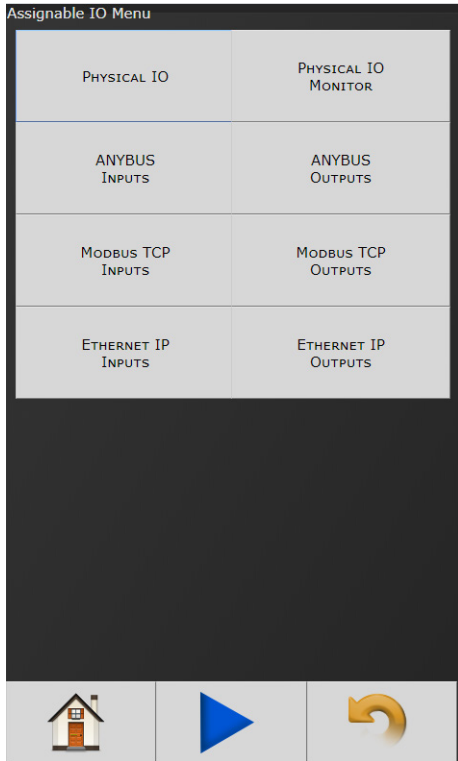 Assignable IO Menu
Physical IO
Physical IO
Monitor
ANYBUS
Inputs
ANYBUS
Outputs
Modbus TCP
Inputs
Modbus TCP
Outputs
Ethernet IP
Inputs
Ethernet IP
Outputs